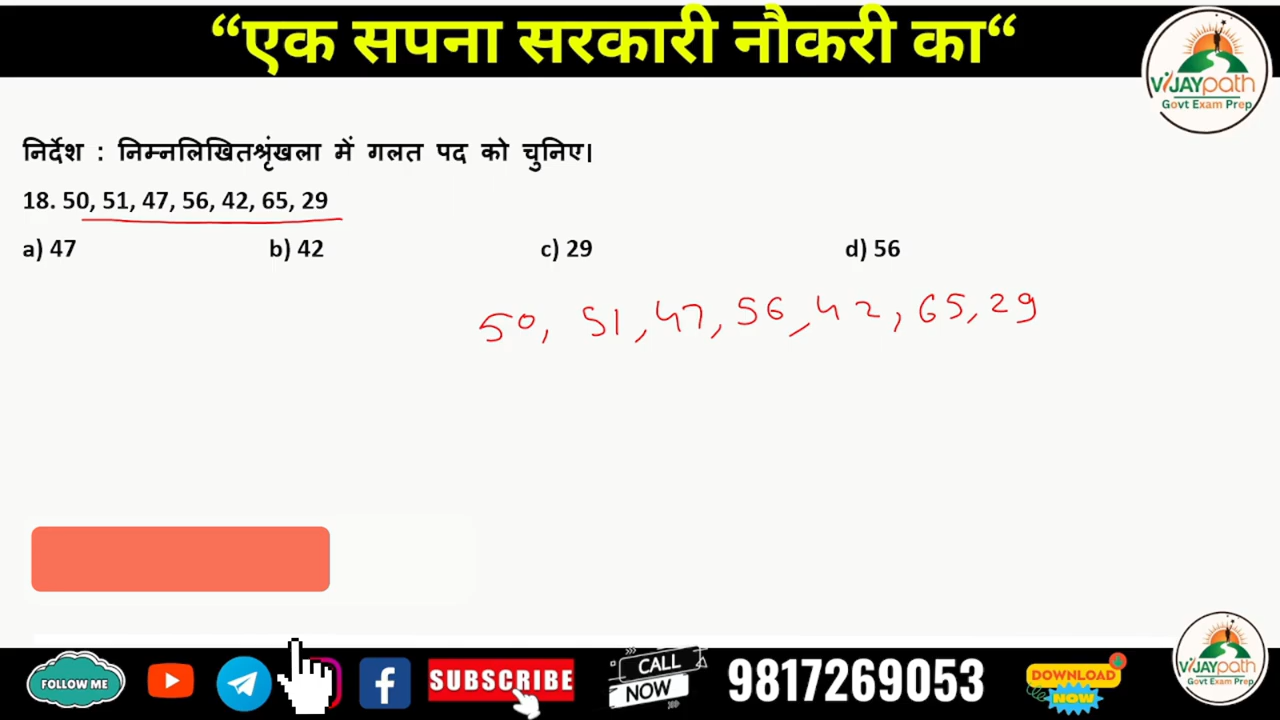 “एक सपना सरकारी नौकरी का“
VIJAYpath
Govt Exam Prep
निर्देश : निम्नलिखितश्रृंखला में गलत पद को चुनिए।
18. 50, 51, 47, 56, 42, 65, 29
a) 47 b) 42 c) 29 d) 56
50, 51, 47, 56, 42, 65, 29
FOLLOW ME
SUBSCRIBE
CALL NOW
9817269053
DOWNLOAD NOW
VIJAYpath
Govt Exam Prep